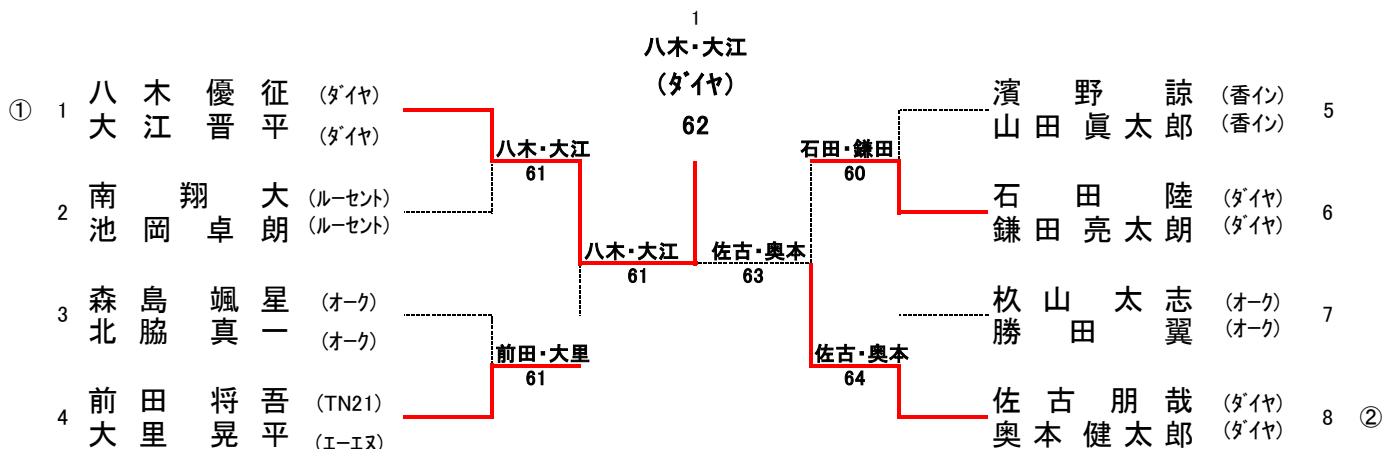 1
八木・大江
(ダイヤ)
62
① 1 八木優征 (ダイヤ)
大江晋平 (ダイヤ)
八木・大江
61
2 南翔大 (ルーセント)
池岡卓朗 (ルーセント)
八木・大江
61
3 森島颯星 (オーク)
北脇真一 (オーク)
前田・大里
61
4 前田将吾 (TN21)
大里晃平 (エーエヌ)
濱野諒 (香イン) 5
山田眞太郎 (香イン)
石田・鎌田
60
石田陸 (ダイヤ) 6
鎌田亮太朗 (ダイヤ)
佐古・奥本
63
杁山太志 (オーク) 7
勝田翼 (オーク)
佐古・奥本
64
佐古朋哉 (ダイヤ) 8 ②
奥本健太郎 (ダイヤ)